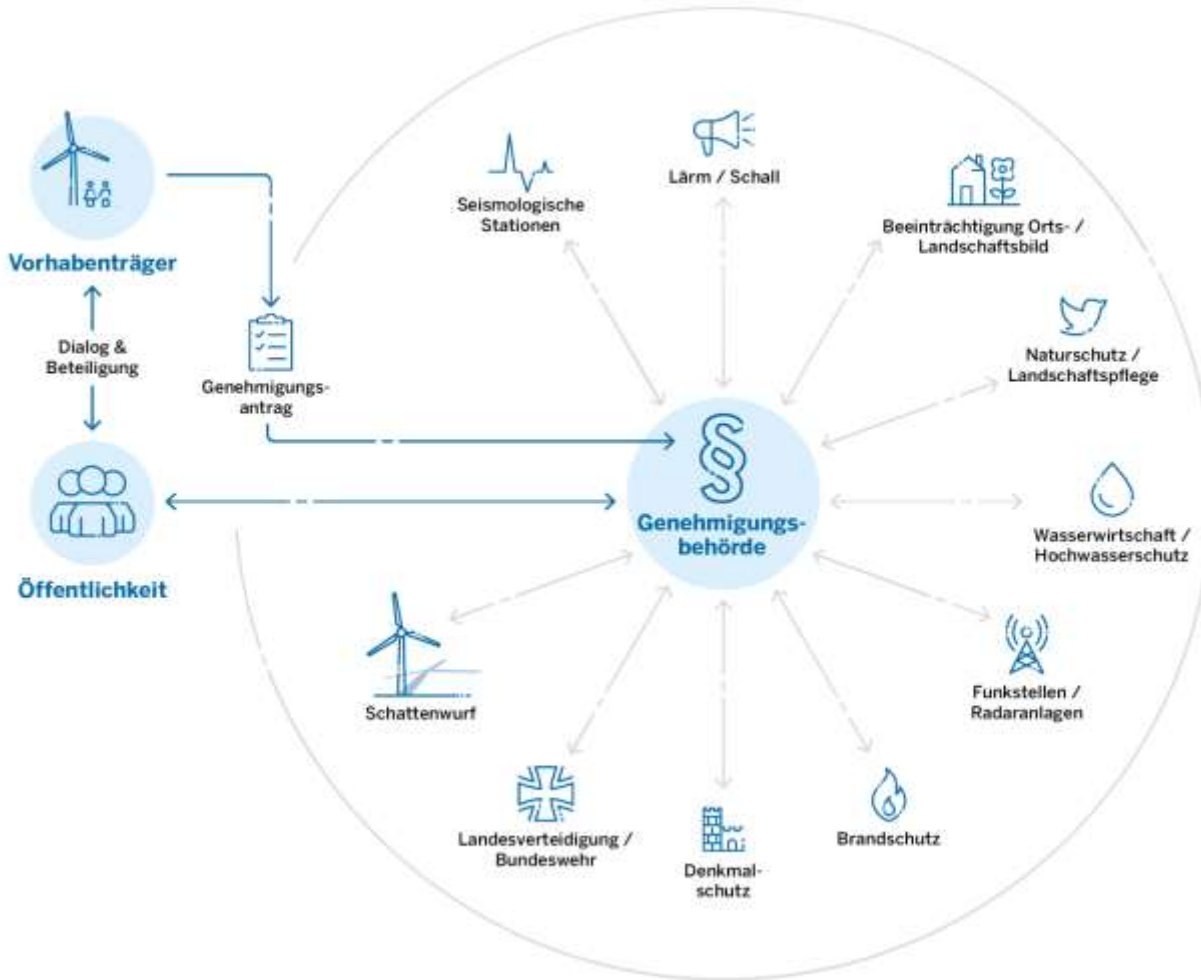 Vorhabenträger
Dialog &
Beteiligung
Öffentlichkeit
Genehmigungs-
antrag
Seismologische
Stationen
Lärm / Schall
Beeinträchtigung Orts- /
Landschaftsbild
Naturschutz /
Landschaftspflege
Wasserwirtschaft /
Hochwasserschutz
Funkstellen /
Radaranlagen
Brandschutz
Denkmal-
schutz
Landesverteidigung /
Bundeswehr
Schattenwurf
§
Genehmigungs-
behörde